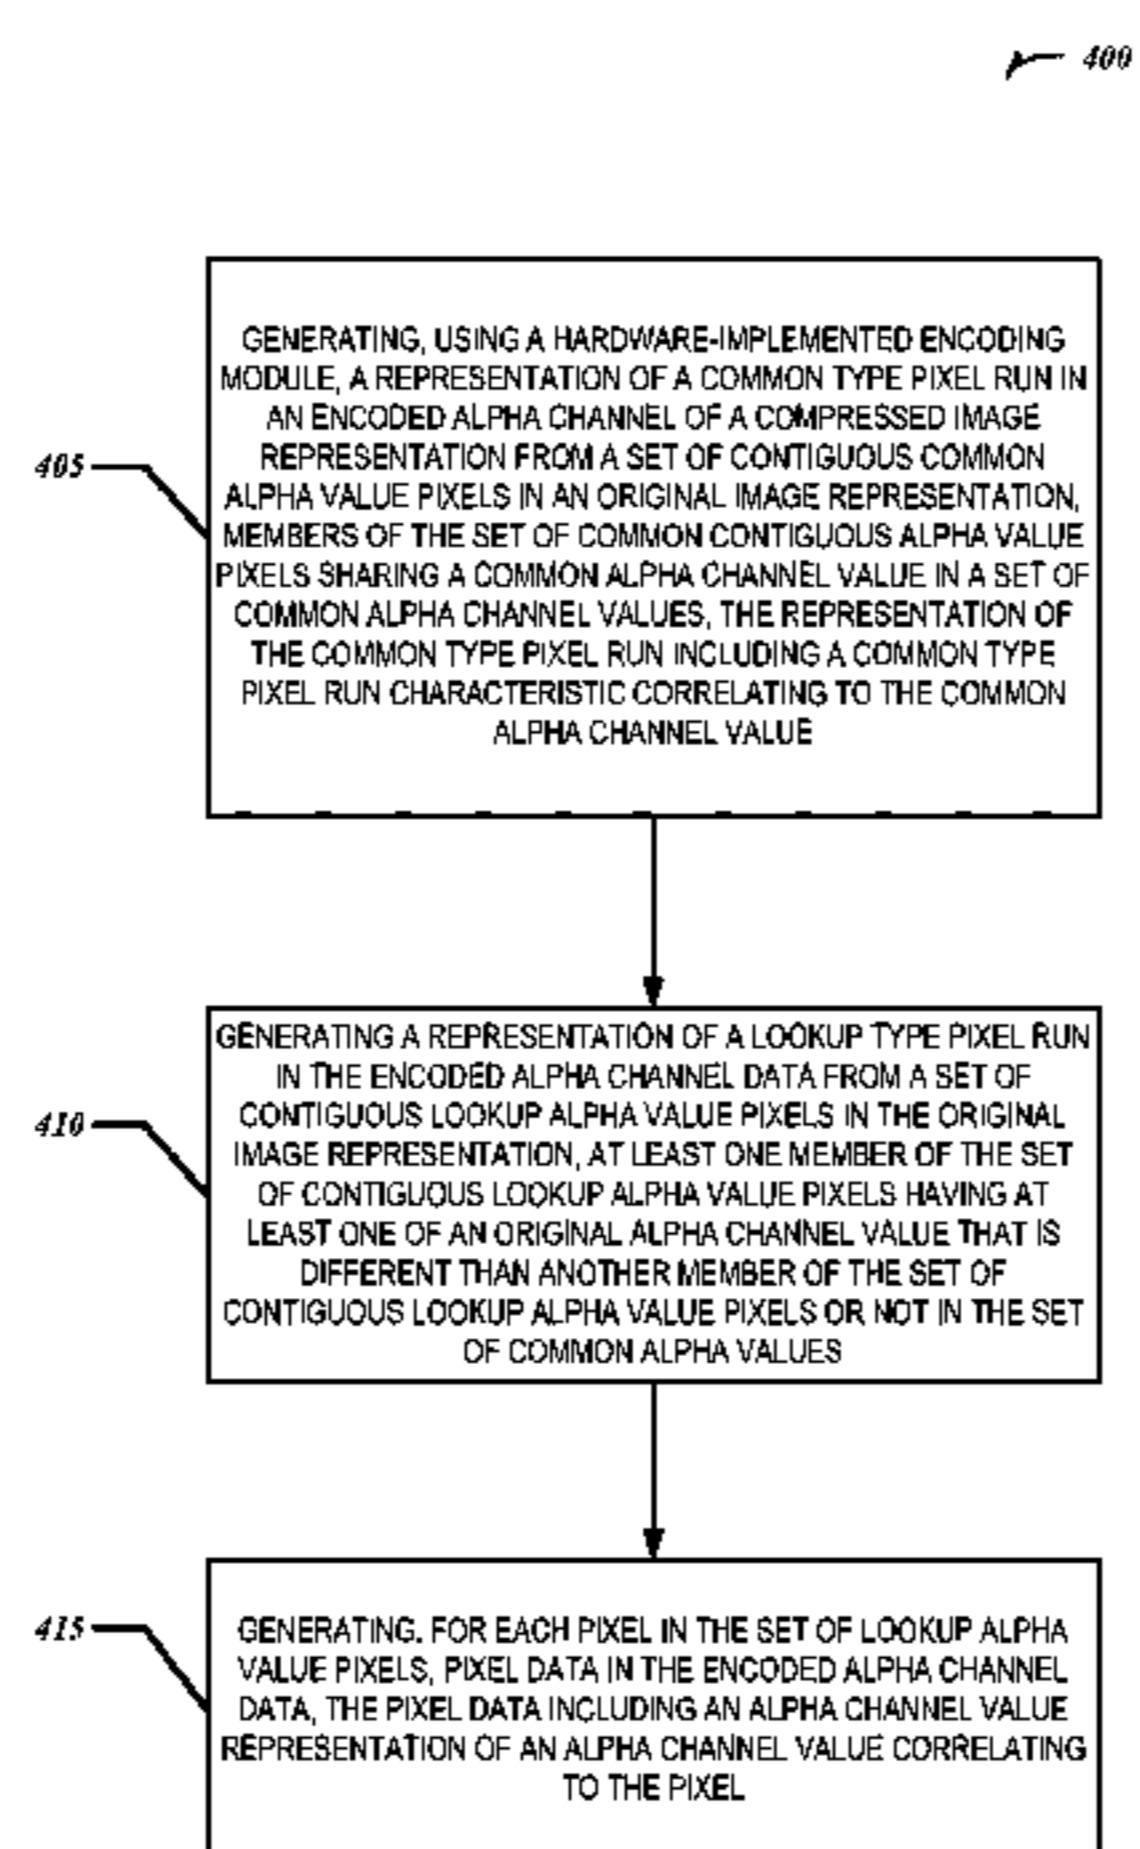 400
GENERATING, USING A HARDWARE-IMPLEMENTED ENCODING
MODULE, A REPRESENTATION OF A COMMON TYPE PIXEL RUN IN
AN ENCODED ALPHA CHANNEL OF A COMPRESSED IMAGE
REPRESENTATION FROM A SET OF CONTIGUOUS COMMON
ALPHA VALUE PIXELS IN AN ORIGINAL IMAGE REPRESENTATION,
MEMBERS OF THE SET OF COMMON CONTIGUOUS ALPHA VALUE
PIXELS SHARING A COMMON ALPHA CHANNEL VALUE IN A SET OF
COMMON ALPHA CHANNEL VALUES, THE REPRESENTATION OF
THE COMMON TYPE PIXEL RUN INCLUDING A COMMON TYPE
PIXEL RUN CHARACTERISTIC CORRELATING TO THE COMMON
ALPHA CHANNEL VALUE
405
GENERATING A REPRESENTATION OF A LOOKUP TYPE PIXEL RUN
IN THE ENCODED ALPHA CHANNEL DATA FROM A SET OF
CONTIGUOUS LOOKUP ALPHA VALUE PIXELS IN THE ORIGINAL
IMAGE REPRESENTATION, AT LEAST ONE MEMBER OF THE SET
OF CONTIGUOUS LOOKUP ALPHA VALUE PIXELS HAVING AT
LEAST ONE OF AN ORIGINAL ALPHA CHANNEL VALUE THAT IS
DIFFERENT THAN ANOTHER MEMBER OF THE SET OF
CONTIGUOUS LOOKUP ALPHA VALUE PIXELS OR NOT IN THE SET
OF COMMON ALPHA VALUES
410
GENERATING. FOR EACH PIXEL IN THE SET OF LOOKUP ALPHA
VALUE PIXELS, PIXEL DATA IN THE ENCODED ALPHA CHANNEL
DATA, THE PIXEL DATA INCLUDING AN ALPHA CHANNEL VALUE
REPRESENTATION OF AN ALPHA CHANNEL VALUE CORRELATING
TO THE PIXEL
415